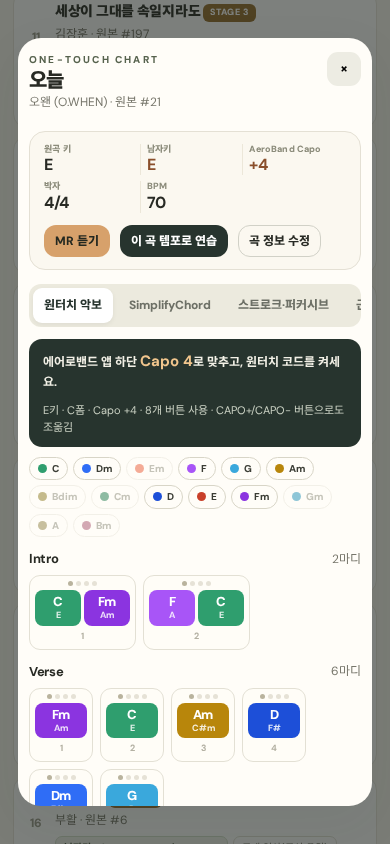 세상이 그대를 속일지라도 STAGE 3
11 김장훈 · 원본 #197
ONE-TOUCH CHART
오늘
오왠 (O.WHEN) · 원본 #21
×
원곡 키 남자키 AeroBand Capo
E E +4
박자 BPM
4/4 70
MR 듣기 이 곡 템포로 연습 곡 정보 수정
원터치 악보 SimplifyChord 스트로크·퍼커시브
에어로밴드 앱 하단 Capo 4로 맞추고, 원터치 코드를 켜세
요.
E키 · C폼 · Capo +4 · 8개 버튼 사용 · CAPO+/CAPO- 버튼으로도
조옮김
C Dm Em F G Am
Bdim Cm D E Fm Gm
A Bm
Intro 2마디
C Fm F C
E Am A E
1 2
Verse 6마디
Fm C Am D
Am E C#m F#
1 2 3 4
Dm G
16 부활 · 원본 #6